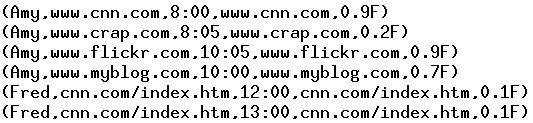 (Amy,www.cnn.com,8:00,www.cnn.com,0.9F)
(Amy,www.crap.com,8:05,www.crap.com,0.2F)
(Amy,www.flickr.com,10:05,www.flickr.com,0.9F)
(Amy,www.myblog.com,10:00,www.myblog.com,0.7F)
(Fred,cnn.com/index.htm,12:00,cnn.com/index.htm,0.1F)
(Fred,cnn.com/index.htm,13:00,cnn.com/index.htm,0.1F)